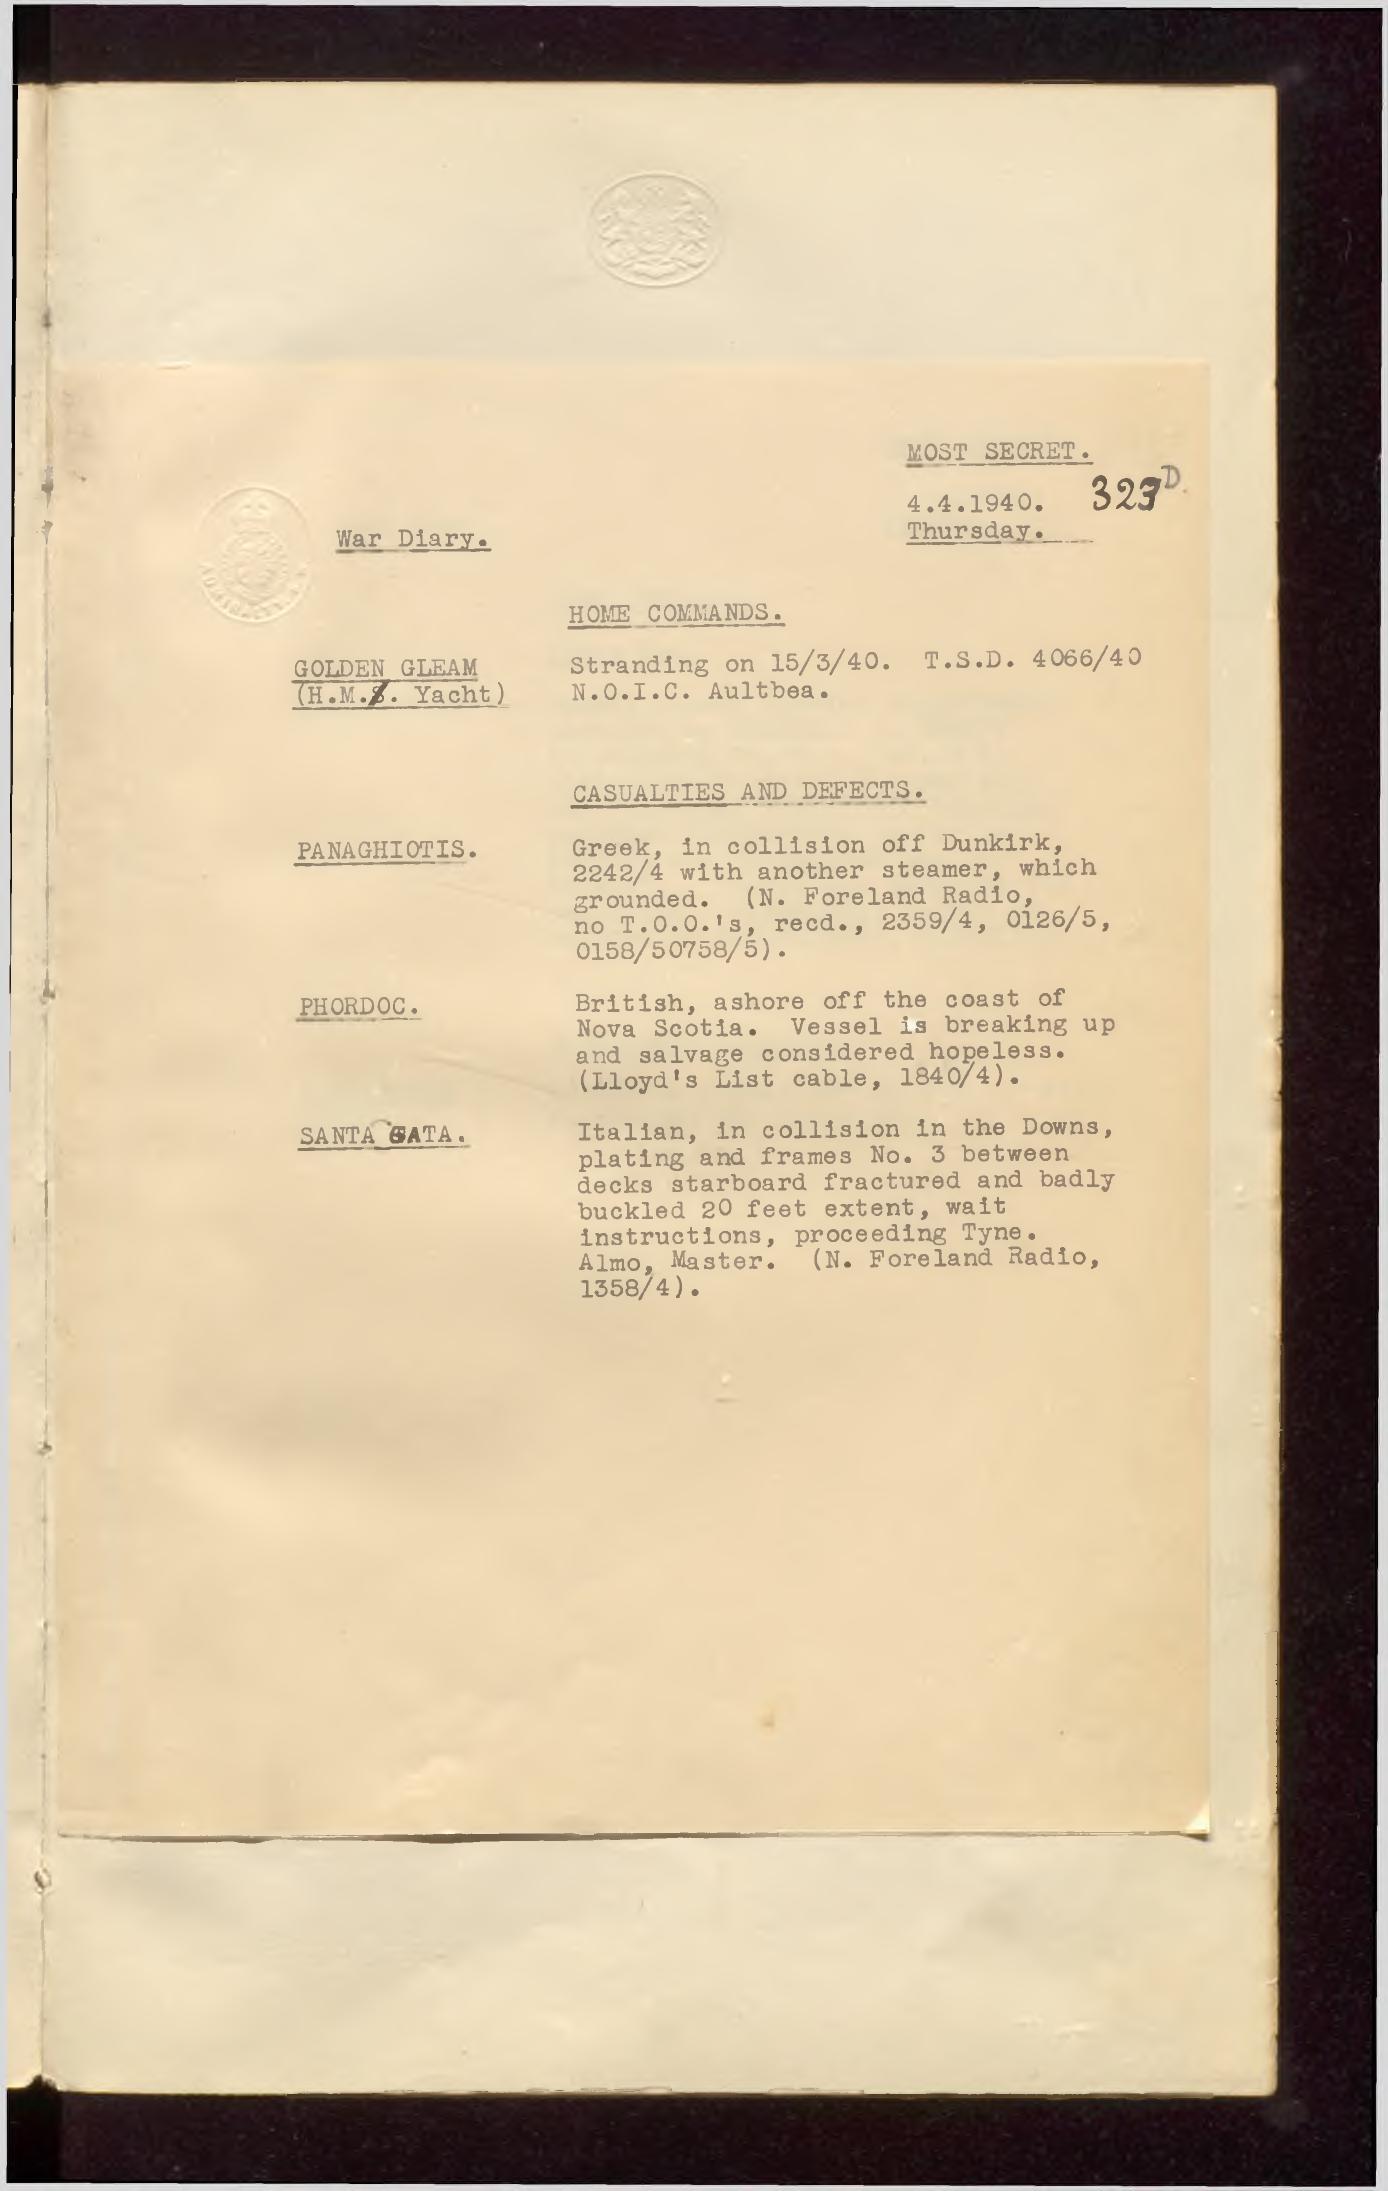 MOST SECRET.
4.4.1940. 323D.
Thursday.
War Diary.
HOME COMMANDS.
GOLDEN GLEAM Stranding on 15/3/40. T.S.D. 4066/40
(H.M.S. Yacht) N.O.I.C. Aultbea.
CASUALTIES AND DEFECTS.
PANAGHIOTIS. Greek, in collision off Dunkirk,
2242/4 with another steamer, which
grounded. (N. Foreland Radio,
no T.O.O.'s, recd., 2359/4, 0126/5,
0158/50758/5).
PHORDOC. British, ashore off the coast of
Nova Scotia. Vessel is breaking up
and salvage considered hopeless.
(Lloyd's List cable, 1840/4).
SANTA GATA. Italian, in collision in the Downs,
plating and frames No. 3 between
decks starboard fractured and badly
buckled 20 feet extent, wait
instructions, proceeding Tyne.
Almo, Master. (N. Foreland Radio,
1358/4).